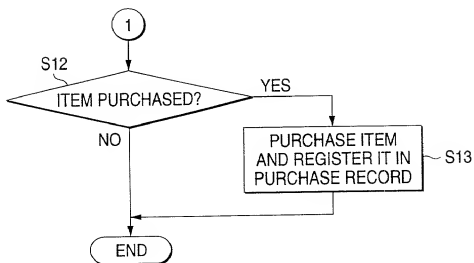 1
S12
ITEM PURCHASED?
YES
NO
PURCHASE ITEM
AND REGISTER IT IN
PURCHASE RECORD
S13
END